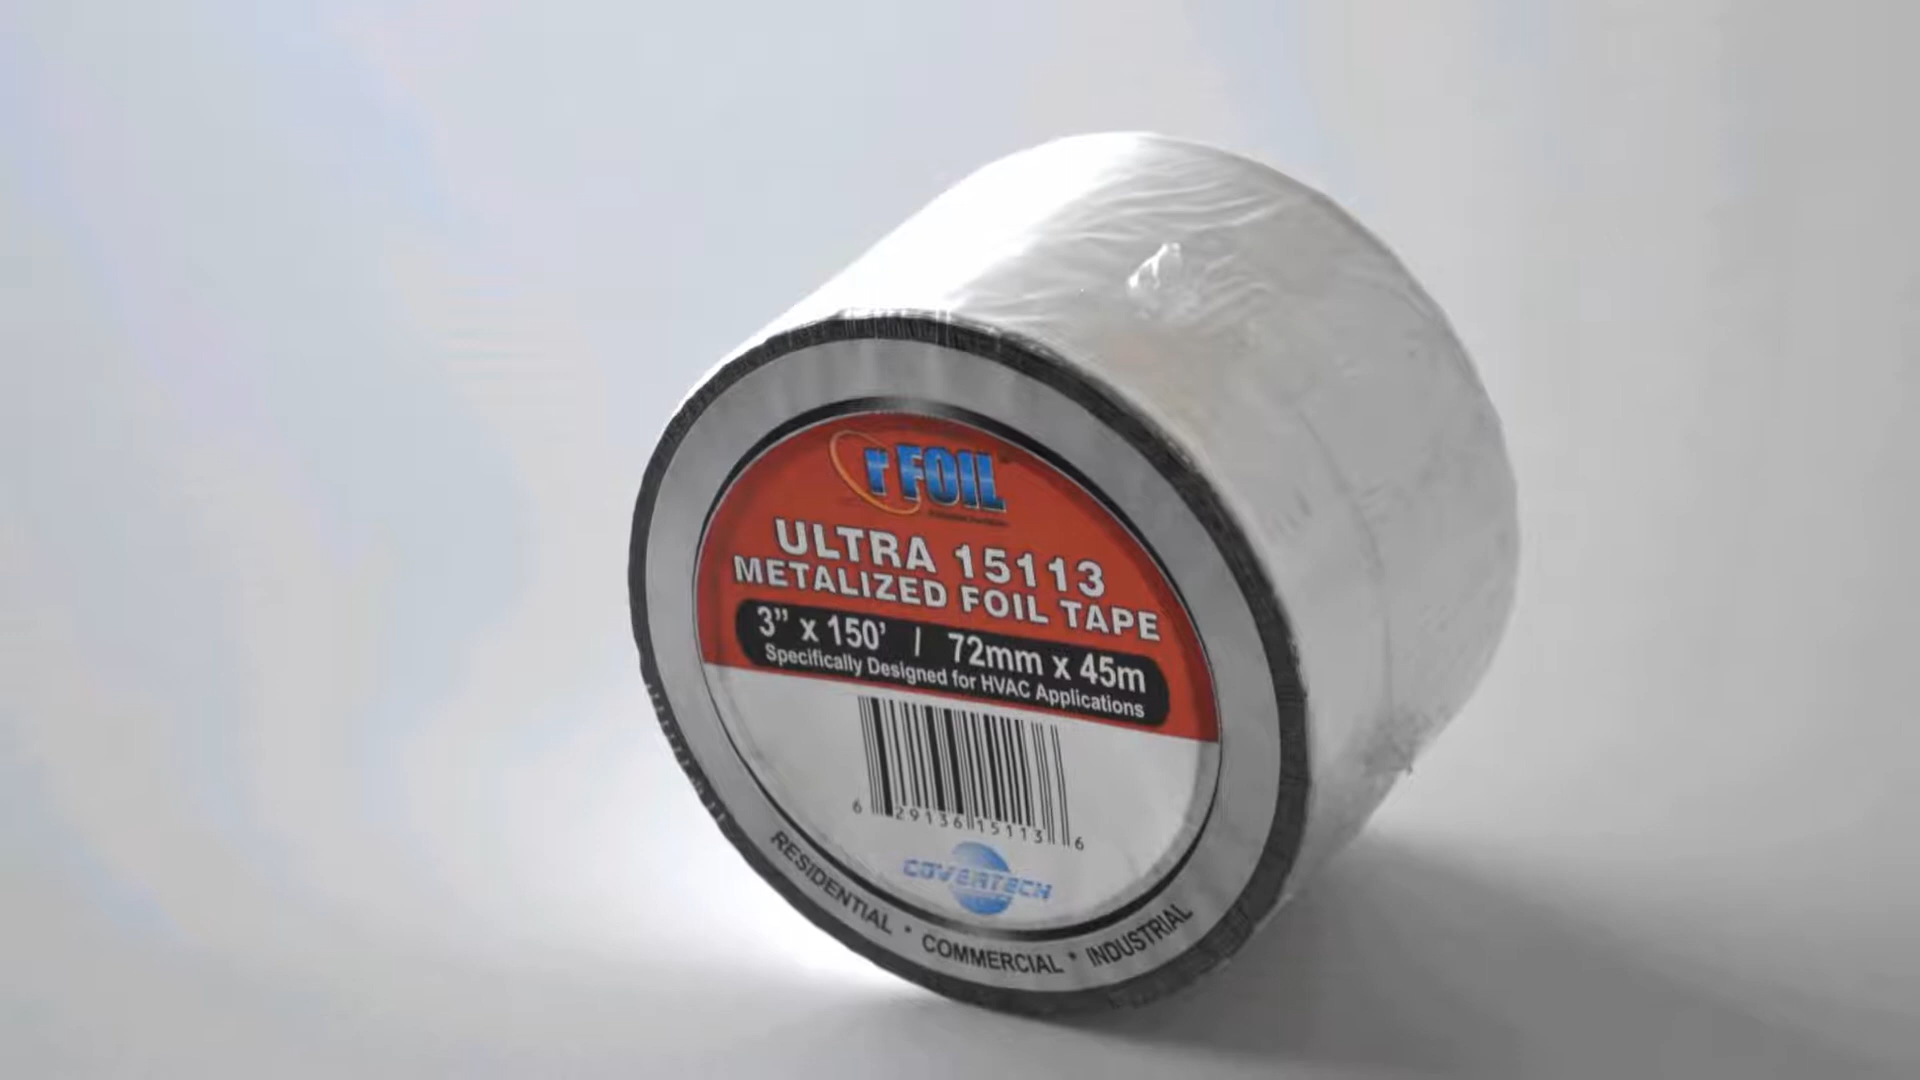 rFOIL
ULTRA 15113
METALIZED FOIL TAPE
3” x 150’ | 72mm x 45m
Specifically Designed for HVAC Applications
6 29136 15113 6
COVERTECH
RESIDENTIAL * COMMERCIAL * INDUSTRIAL